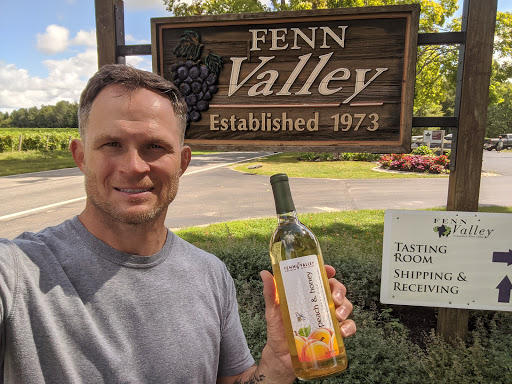 FENN
Valley
Established 1973
FENN
Valley
TASTING
ROOM
SHIPPING &
RECEIVING
FENN VALLEY
peach & honey